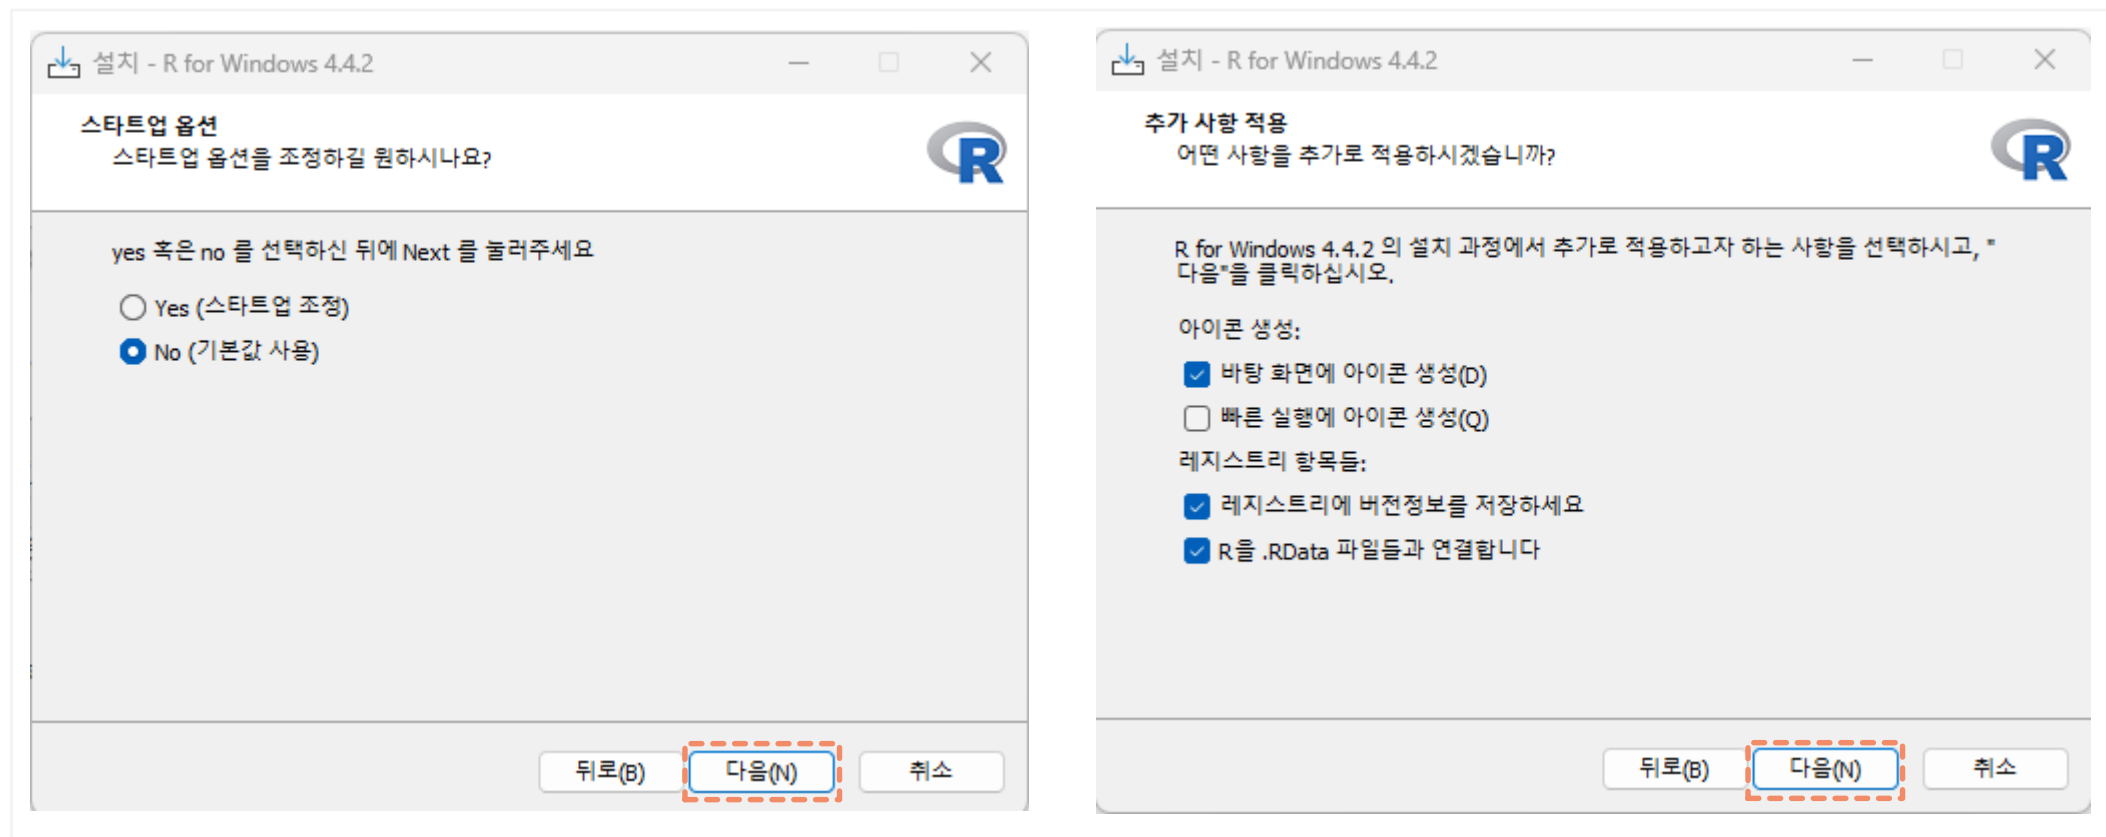 설치 - R for Windows 4.4.2
스타트업 옵션
스타트업 옵션을 조정하길 원하시나요?
R
yes 혹은 no 를 선택하신 뒤에 Next 를 눌러주세요
Yes (스타트업 조정)
No (기본값 사용)
뒤로(B)
다음(N)
취소
설치 - R for Windows 4.4.2
추가 사항 적용
어떤 사항을 추가로 적용하시겠습니까?
R
R for Windows 4.4.2 의 설치 과정에서 추가로 적용하고자 하는 사항을 선택하시고, "
다음"을 클릭하십시오.
아이콘 생성:
바탕 화면에 아이콘 생성(D)
빠른 실행에 아이콘 생성(Q)
레지스트리 항목들:
레지스트리에 버전정보를 저장하세요
R을 .RData 파일들과 연결합니다
뒤로(B)
다음(N)
취소